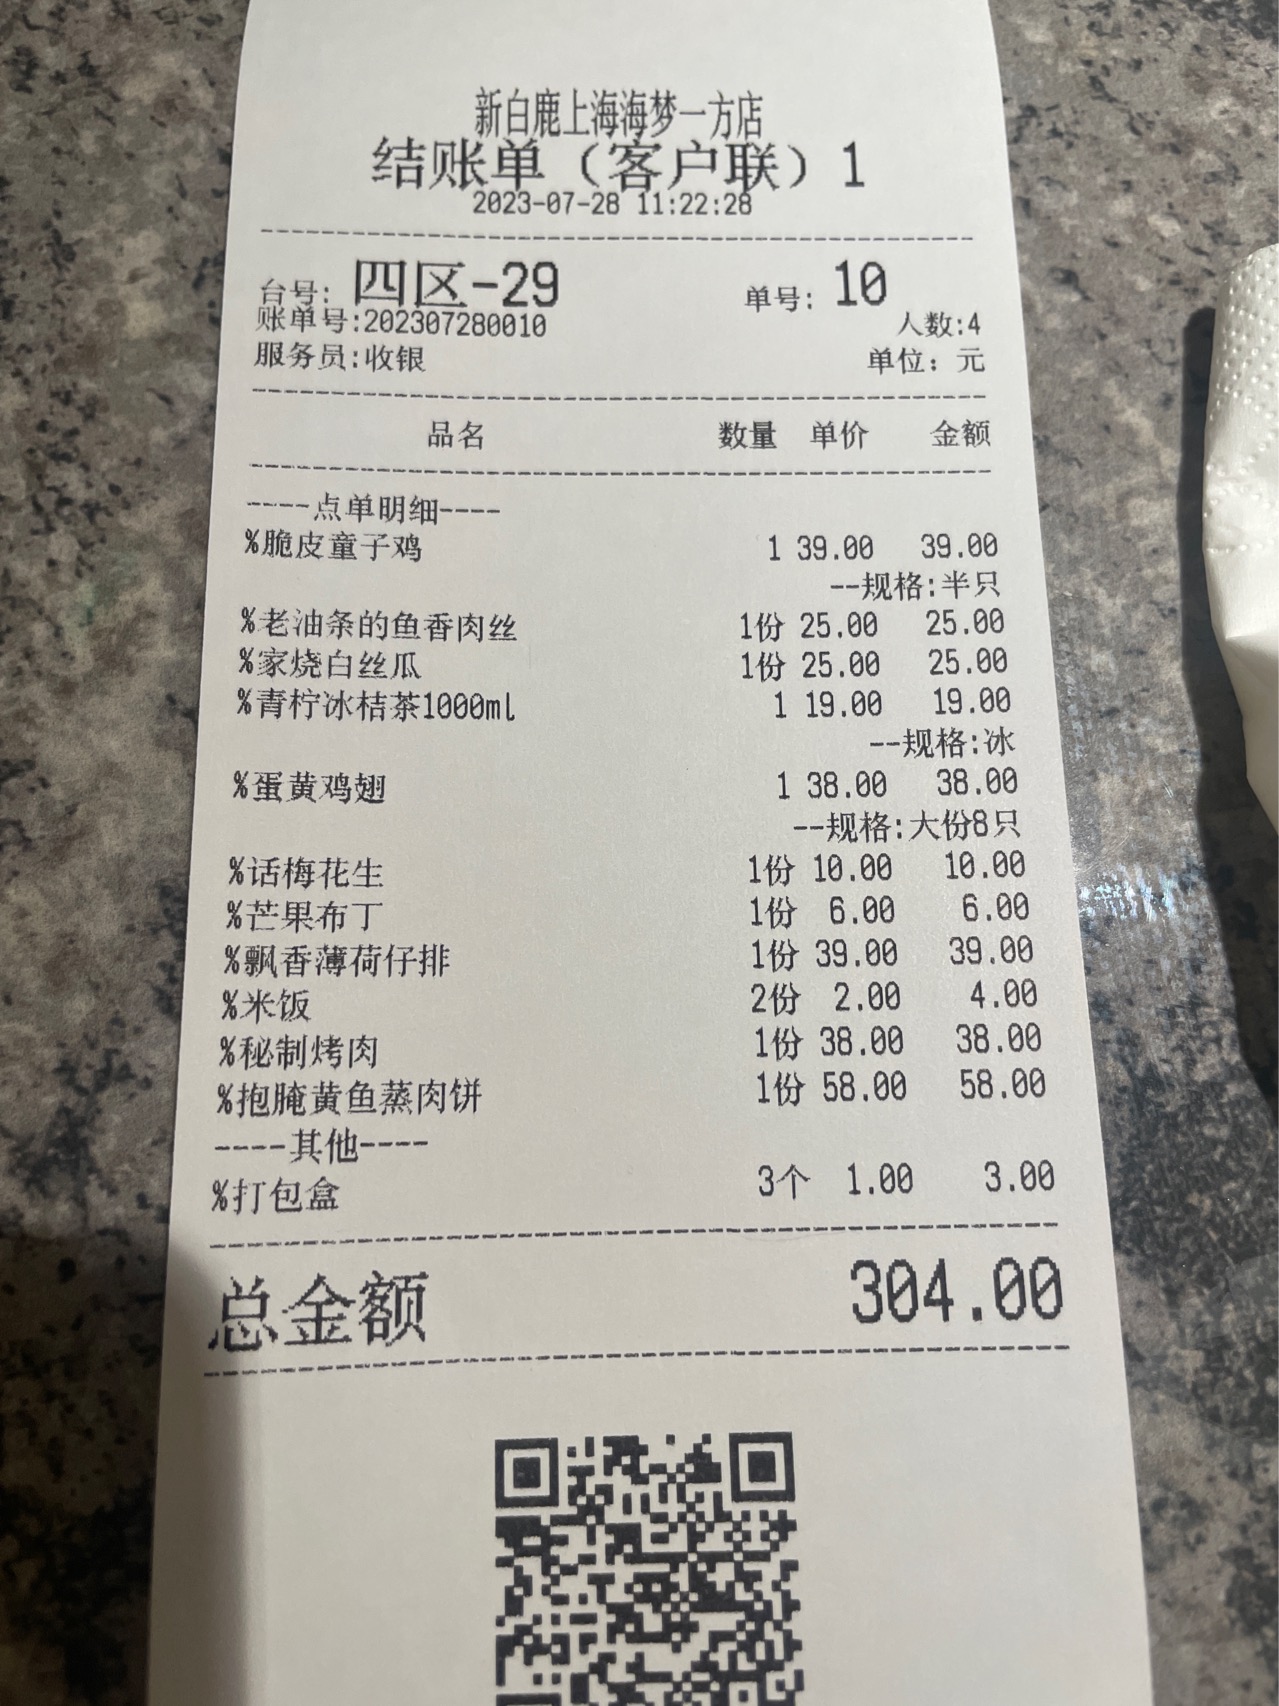 新白鹿上海海梦一方店
结账单（客户联）1
2023-07-28 11:22:28
台号: 四区-29 单号: 10
账单号:202307280010 人数:4
服务员:收银 单位: 元
品名 数量 单价 金额
----点单明细----
%脆皮童子鸡 1 39.00 39.00
--规格:半只
%老油条的鱼香肉丝 1份 25.00 25.00
%家烧白丝瓜 1份 25.00 25.00
%青柠冰桔茶1000ml 1 19.00 19.00
--规格:冰
%蛋黄鸡翅 1 38.00 38.00
--规格:大份8只
%话梅花生 1份 10.00 10.00
%芒果布丁 1份 6.00 6.00
%飘香薄荷仔排 1份 39.00 39.00
%米饭 2份 2.00 4.00
%秘制烤肉 1份 38.00 38.00
%抱腌黄鱼蒸肉饼 1份 58.00 58.00
----其他----
%打包盒 3个 1.00 3.00
总金额 304.00